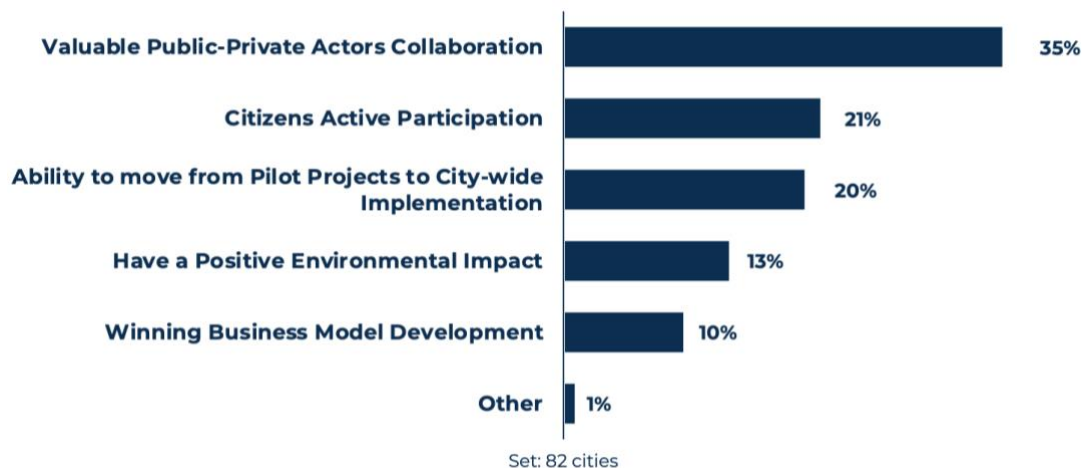 Valuable Public-Private Actors Collaboration 35%
Citizens Active Participation 21%
Ability to move from Pilot Projects to City-wide
Implementation 20%
Have a Positive Environmental Impact 13%
Winning Business Model Development 10%
Other 1%
Set: 82 cities